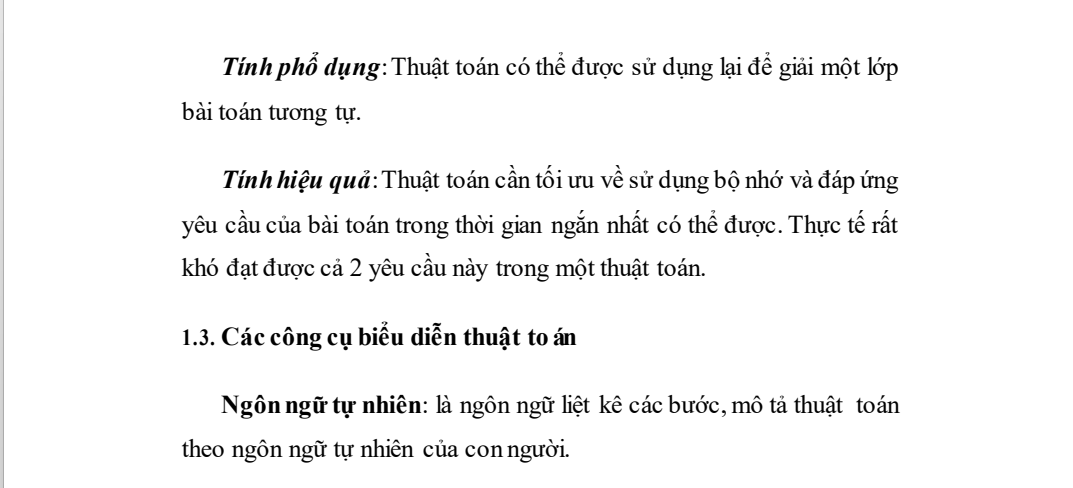 Tính phổ dụng: Thuật toán có thể được sử dụng lại để giải một lớp
bài toán tương tự.
Tính hiệu quả: Thuật toán cần tối ưu về sử dụng bộ nhớ và đáp ứng
yêu cầu của bài toán trong thời gian ngắn nhất có thể được. Thực tế rất
khó đạt được cả 2 yêu cầu này trong một thuật toán.
1.3. Các công cụ biểu diễn thuật toán
Ngôn ngữ tự nhiên: là ngôn ngữ liệt kê các bước, mô tả thuật toán
theo ngôn ngữ tự nhiên của con người.